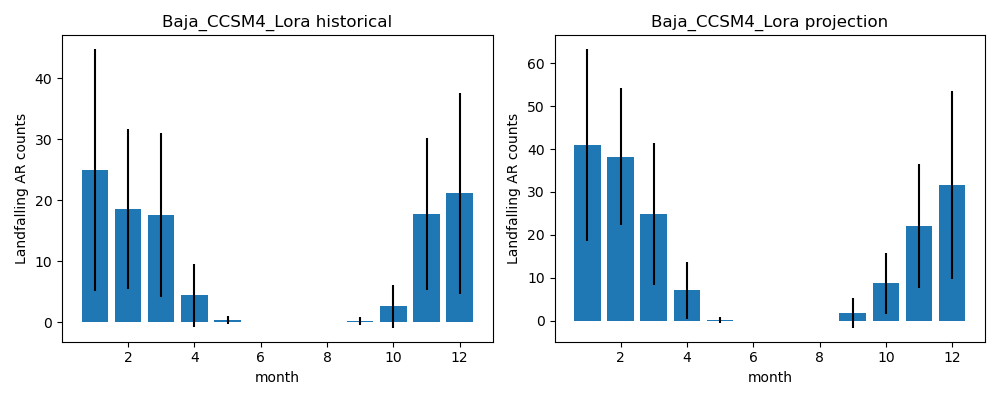 Baja_CCSM4_Lora historical
Landfalling AR counts
40
30
20
10
0
2 4 6 8 10 12
month
Baja_CCSM4_Lora projection
Landfalling AR counts
60
50
40
30
20
10
0
2 4 6 8 10 12
month